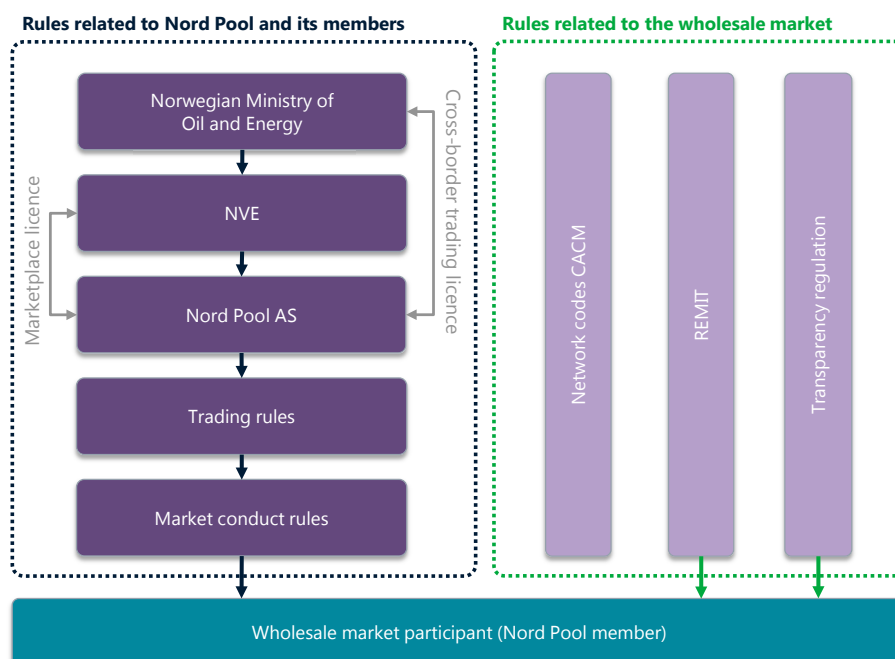 Rules related to Nord Pool and its members
Norwegian Ministry of
Oil and Energy
NVE
Nord Pool AS
Trading rules
Market conduct rules
Marketplace licence
Cross-border trading licence
Rules related to the wholesale market
Network codes CACM
REMIT
Transparency regulation
Wholesale market participant (Nord Pool member)